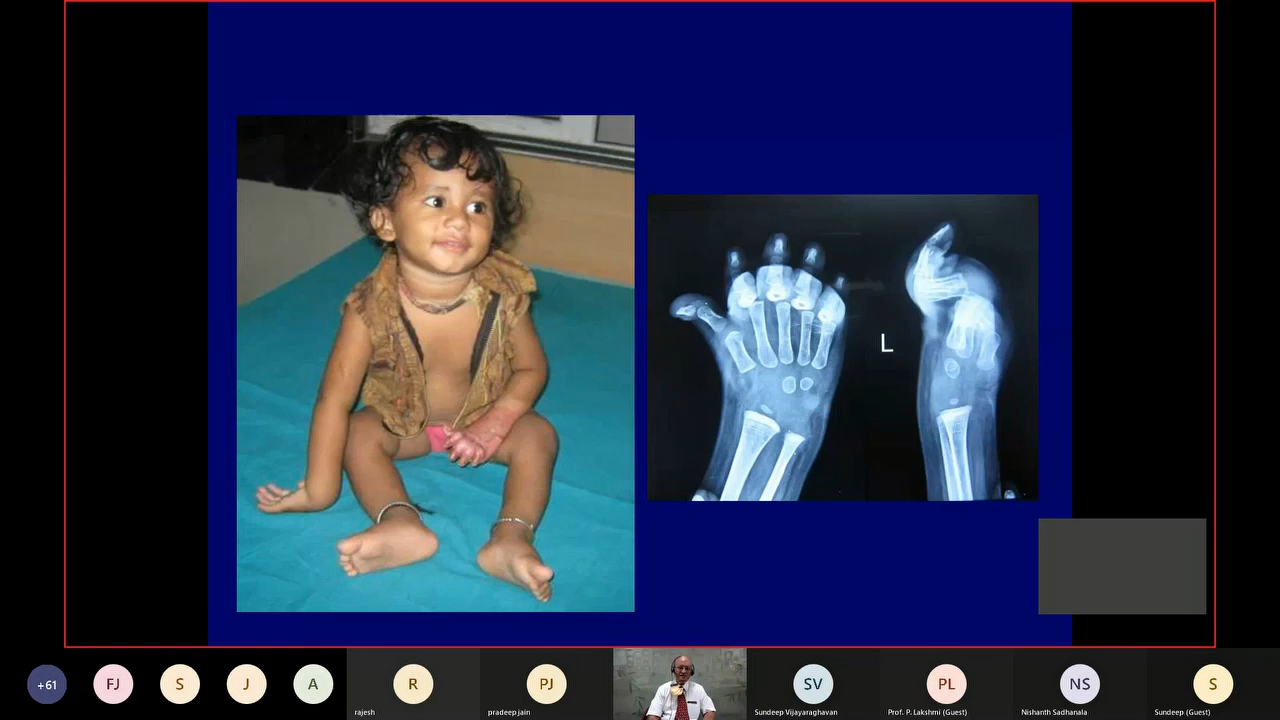 L
+61
FJ
S
J
A
R
PJ
SV
PL
NS
S
rajesh
pradeep jain
Sundeep Vijayaraghavan
Prof. P. Lakshmi (Guest)
Nishanth Sadhanala
Sundeep (Guest)